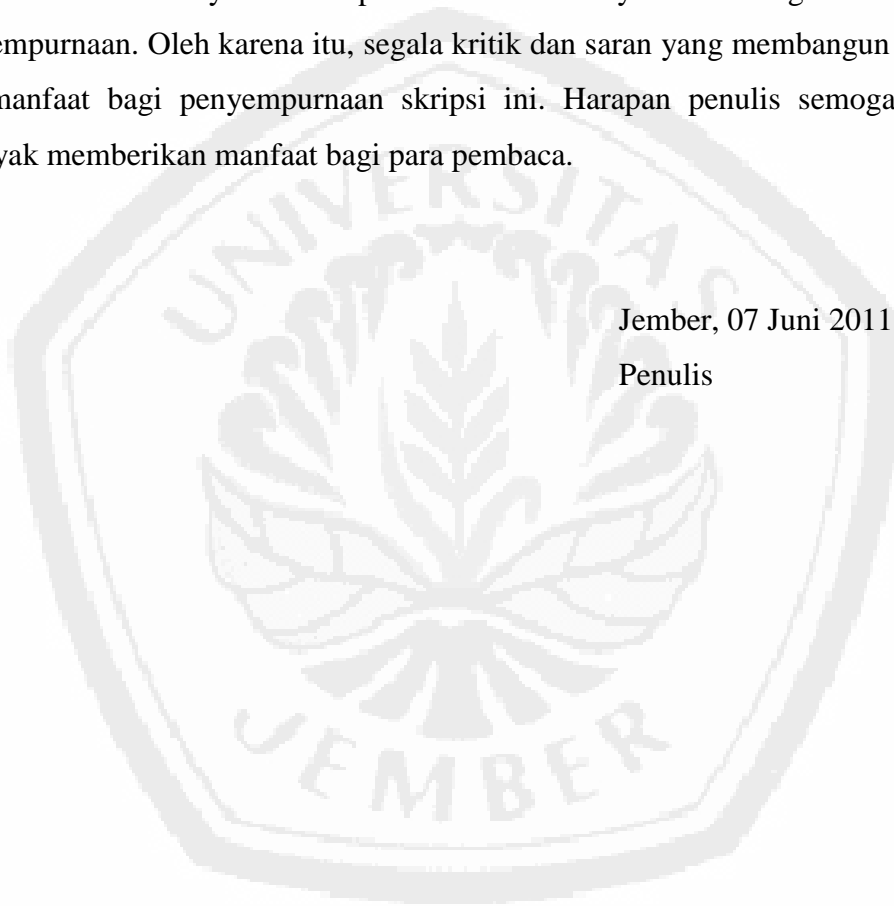 empurnaan. Oleh karena itu, segala kritik dan saran yang membangun
manfaat bagi penyempurnaan skripsi ini. Harapan penulis semoga
yak memberikan manfaat bagi para pembaca.
UNIVERSITAS
Jember, 07 Juni 2011
Penulis
JEMBER